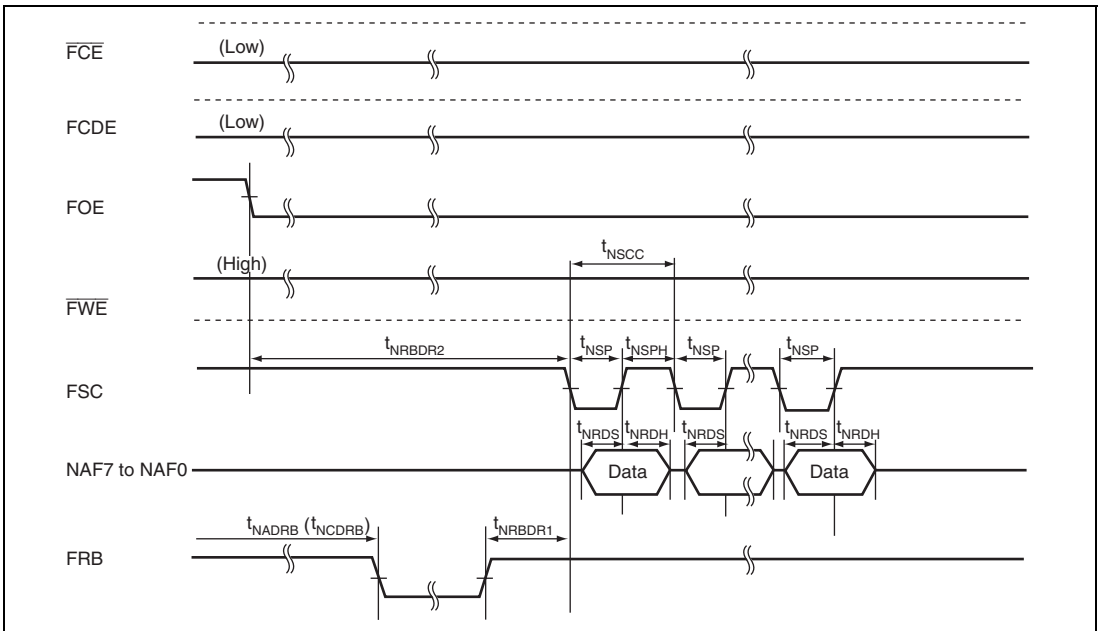 FCE (Low)
FCDE (Low)
FOE
(High)
tNSCC
FWE
tNRBDR2 tNSP tNSPH tNSP tNSP
FSC
tNRDS tNRDH tNRDS tNRDS tNRDH
NAF7 to NAF0 Data Data
tNADRB (tNCDRB) tNRBDR1
FRB